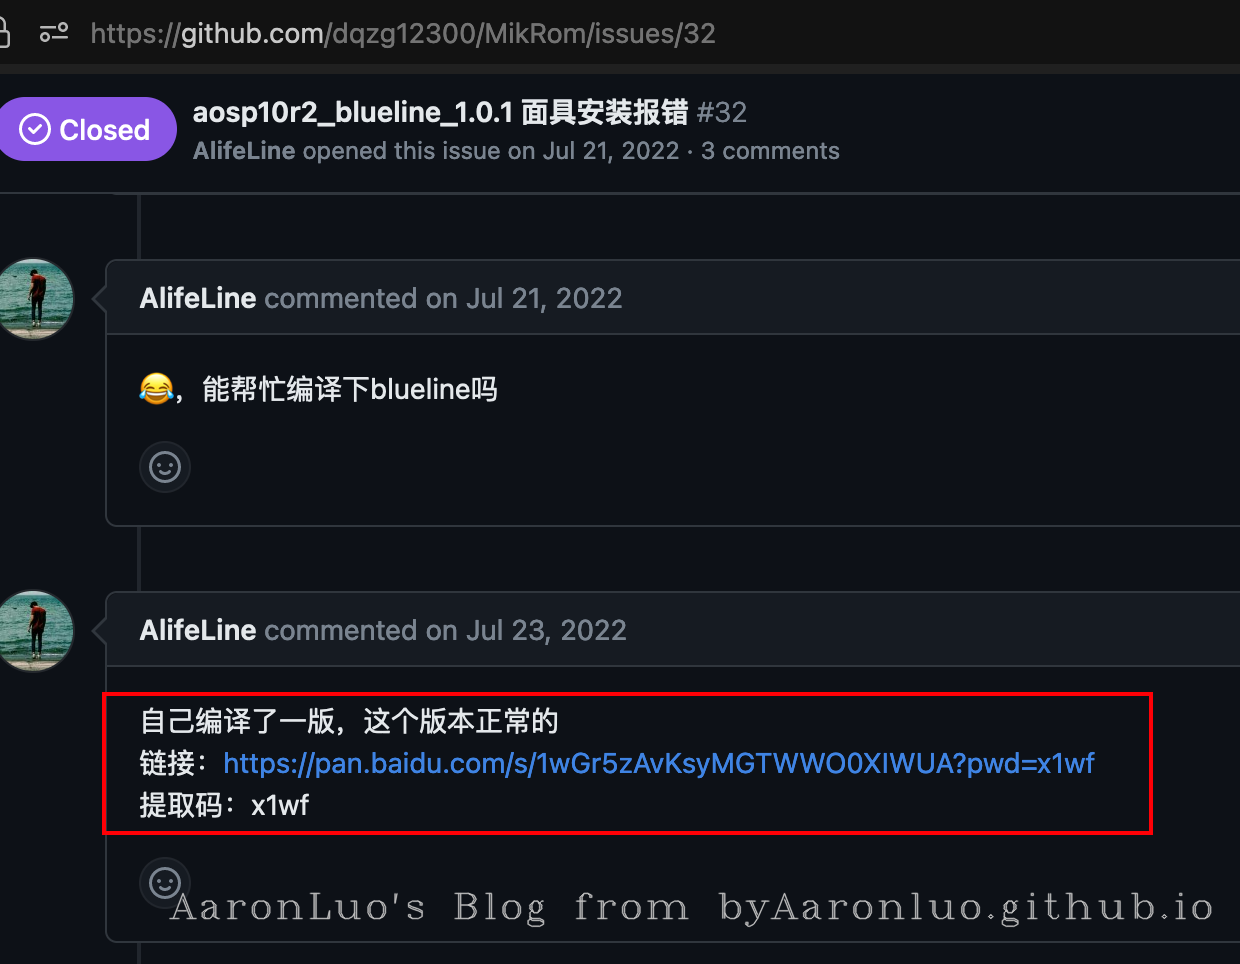 https://github.com/dqzg12300/MikRom/issues/32
Closed
aosp10r2_blueline_1.0.1 面具安装报错 #32
AlifeLine opened this issue on Jul 21, 2022 · 3 comments
AlifeLine commented on Jul 21, 2022
😂，能帮忙编译下blueline吗
AlifeLine commented on Jul 23, 2022
自己编译了一版，这个版本正常的
链接：https://pan.baidu.com/s/1wGr5zAvKsyMGTWWO0XIWUA?pwd=x1wf
提取码：x1wf
AaronLuo's Blog from byAaronluo.github.io